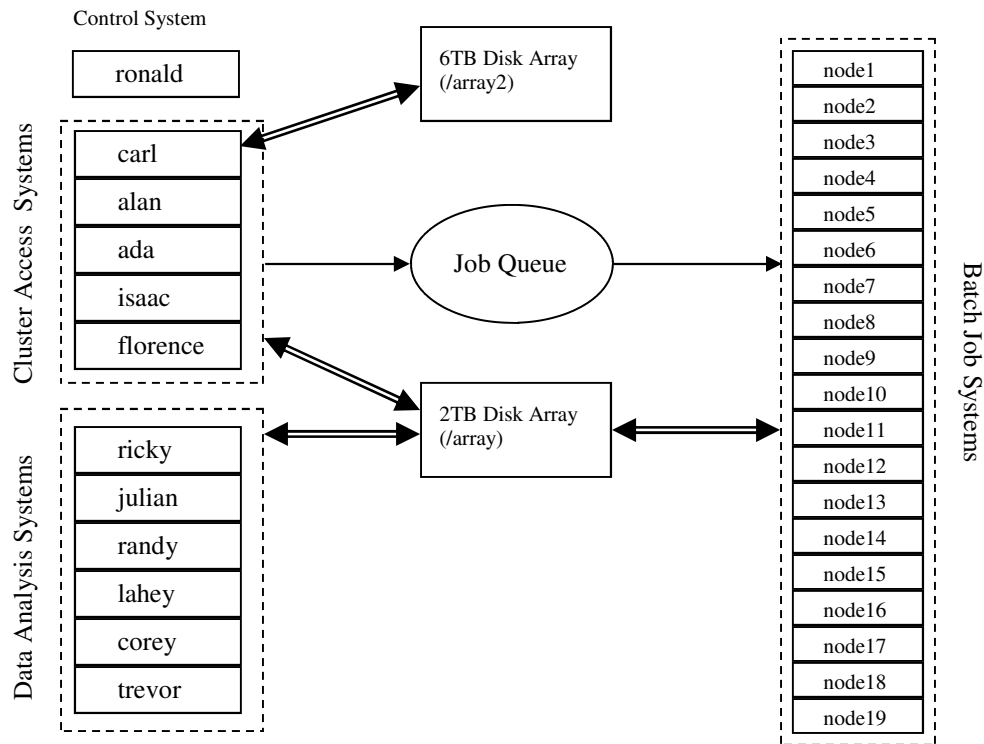 Control System
ronald
Cluster Access Systems
carl
alan
ada
isaac
florence
Data Analysis Systems
ricky
julian
randy
lahey
corey
trevor
6TB Disk Array
(/array2)
Job Queue
2TB Disk Array
(/array)
node1
node2
node3
node4
node5
node6
node7
node8
node9
node10
node11
node12
node13
node14
node15
node16
node17
node18
node19
Batch Job Systems